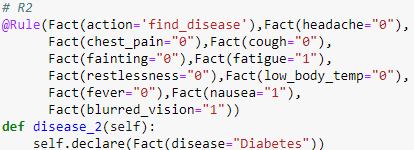 # R2
@Rule(Fact(action='find_disease'),Fact(headache="0"),
Fact(chest_pain="0"),Fact(cough="0"),
Fact(fainting="0"),Fact(fatigue="1"),
Fact(restlessness="0"),Fact(low_body_temp="0"),
Fact(fever="0"),Fact(nausea="1"),
Fact(blurred_vision="1"))
def disease_2(self):
self.declare(Fact(disease="Diabetes"))